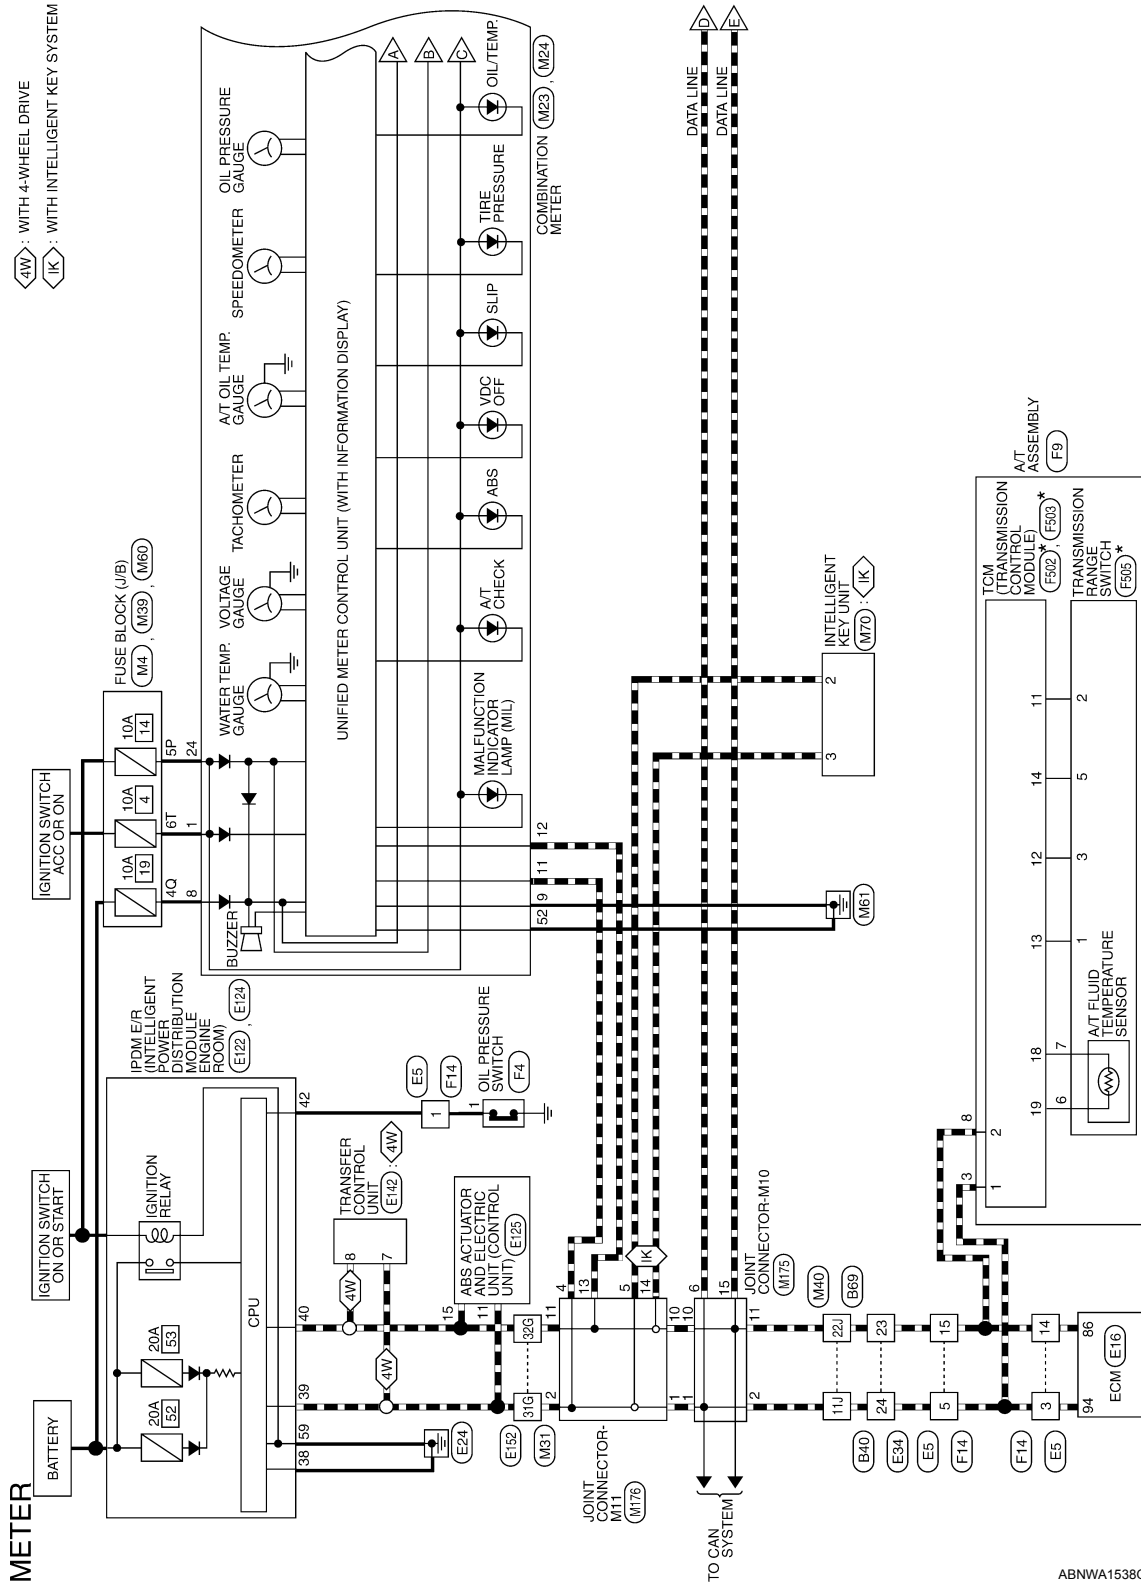 METER
4W : WITH 4-WHEEL DRIVE
IK : WITH INTELLIGENT KEY SYSTEM
BATTERY
IGNITION SWITCH
ON OR START
IGNITION SWITCH
ACC OR ON
20A
52
20A
53
IGNITION
RELAY
CPU
IPDM E/R
(INTELLIGENT
POWER
DISTRIBUTION
MODULE
ENGINE
ROOM)
E122 , E124
38
59
39
40
42
E24
10A
19
10A
4
10A
14
FUSE BLOCK (J/B)
M4 , M39 , M60
4Q
6T
5P
8
1
24
BUZZER
WATER TEMP.
GAUGE
VOLTAGE
GAUGE
TACHOMETER
A/T OIL TEMP.
GAUGE
SPEEDOMETER
OIL PRESSURE
GAUGE
UNIFIED METER CONTROL UNIT (WITH INFORMATION DISPLAY)
A
B
C
MALFUNCTION
INDICATOR
LAMP (MIL)
A/T
CHECK
ABS
VDC
OFF
SLIP
TIRE
PRESSURE
OIL/TEMP.
COMBINATION
METER
M23 , M24
52
9
11
12
M61
TRANSFER
CONTROL
UNIT
E142 : 4W
8
7
4W
4W
E5
1
F14
1
OIL PRESSURE
SWITCH
F4
ABS ACTUATOR
AND ELECTRIC
UNIT (CONTROL
UNIT) E125
15
11
E152
M31
31G
32G
2
11
4
13
5
14
IK
JOINT
CONNECTOR-
M11
M176
1
10
1
10
6
15
JOINT
CONNECTOR-M10
M175
2
11
TO CAN
SYSTEM
DATA LINE
DATA LINE
D
E
INTELLIGENT
KEY UNIT
M70 : IK
3
2
11J
22J
M40
B69
B40
E34
24
23
E5
F14
5
15
F14
E5
3
14
94
86
ECM E16
A/T
ASSEMBLY
F9
3
8
1
2
TCM
(TRANSMISSION
CONTROL
MODULE)
F502 * , F503 *
19
18
13
12
14
11
6
7
1
3
5
2
A/T FLUID
TEMPERATURE
SENSOR
TRANSMISSION
RANGE
SWITCH
F505 *
ABNWA1538G